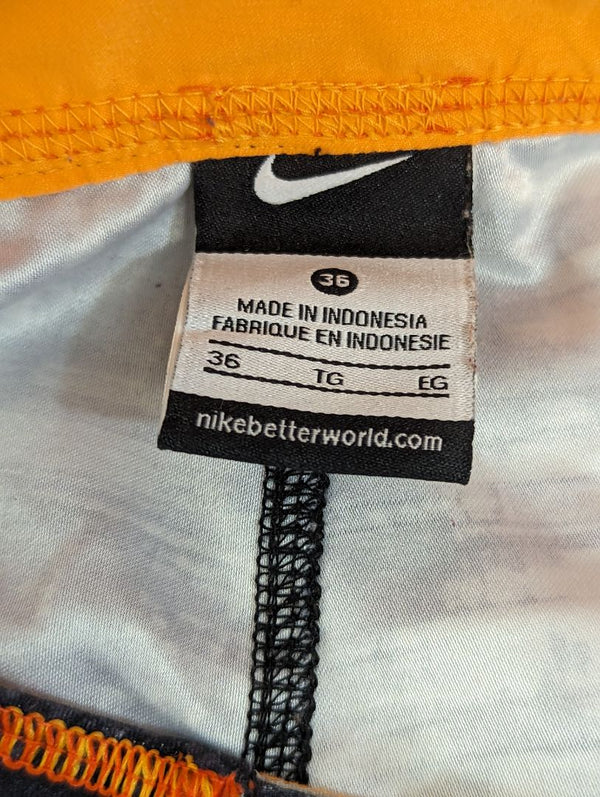 36
MADE IN INDONESIA
FABRIQUE EN INDONESIE
36 TG EG
nikebetterworld.com